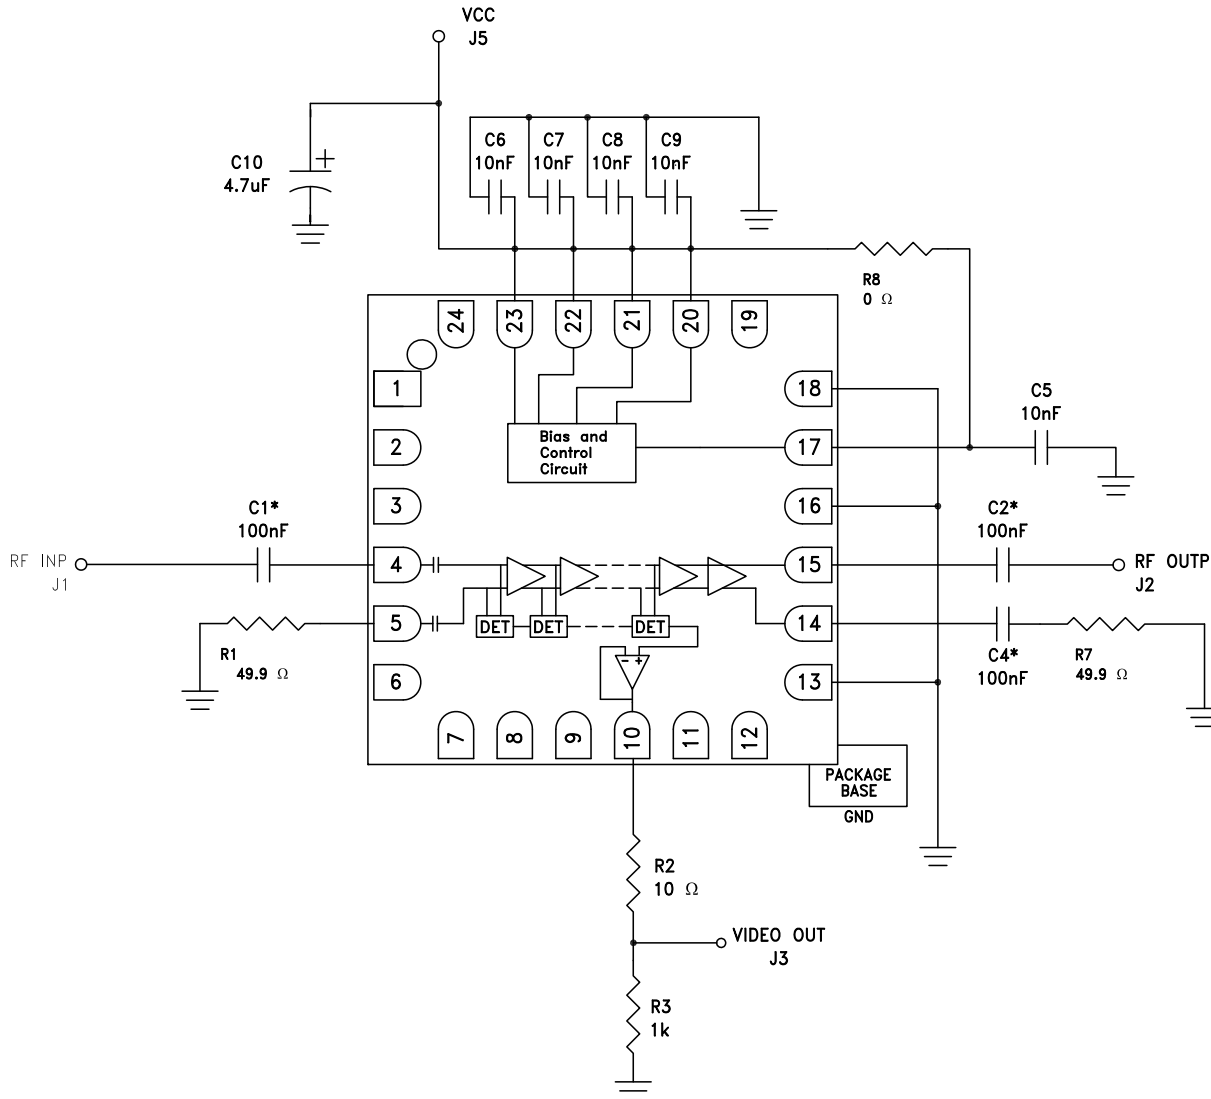 VCC
J5
C10
4.7uF
+
C6
10nF
C7
10nF
C8
10nF
C9
10nF
R8
0 Ω
24
23
22
21
20
19
1
2
3
4
5
6
18
17
16
15
14
13
Bias and
Control
Circuit
C5
10nF
C1*
100nF
RF INP
J1
R1
49.9 Ω
C2*
100nF
RF OUTP
J2
C4*
100nF
R7
49.9 Ω
DET
DET
DET
- +
7
8
9
10
11
12
PACKAGE
BASE
GND
R2
10 Ω
VIDEO OUT
J3
R3
1k